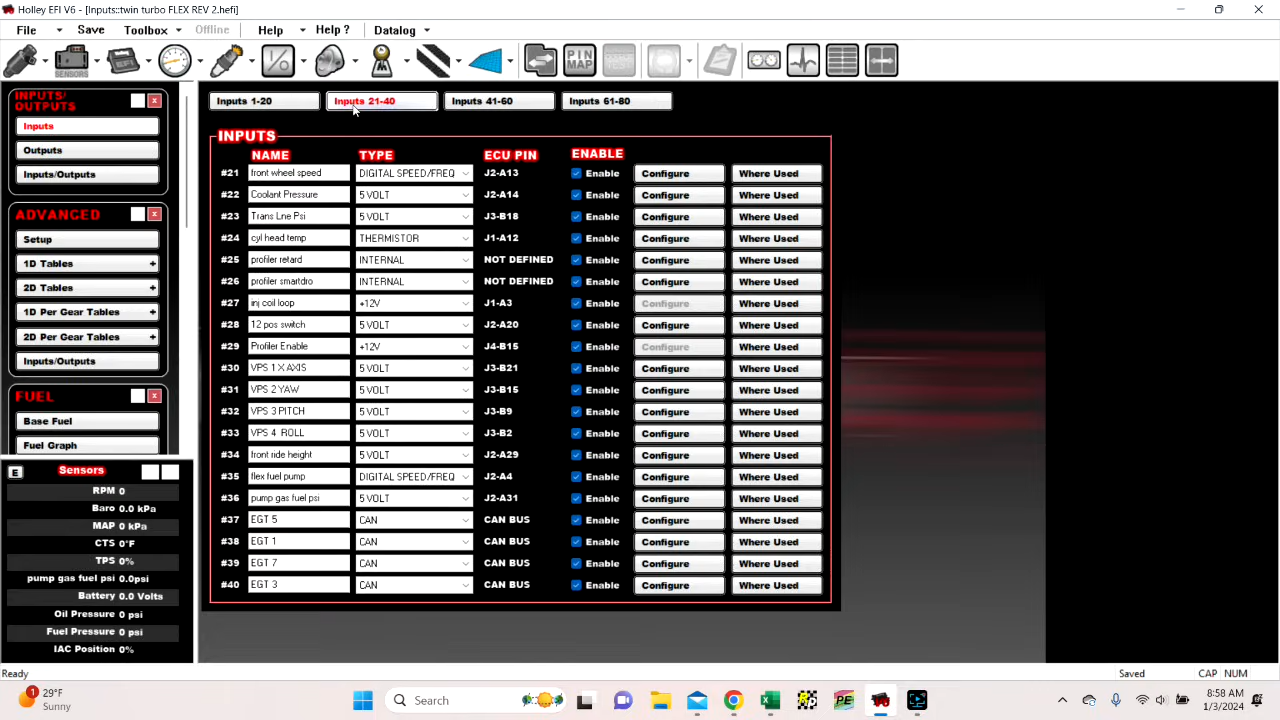 Holley EFI V6 - [Inputs::twin turbo FLEX REV 2.hefi]
File Save Toolbox Offline Help Help ? Datalog
SENSORS PIN MAP
INPUTS/
OUTPUTS
Inputs
Outputs
Inputs/Outputs
ADVANCED
Setup
1D Tables +
2D Tables +
1D Per Gear Tables +
2D Per Gear Tables +
Inputs/Outputs
FUEL
Base Fuel
Fuel Graph
E Sensors
RPM 0
Baro 0.0 kPa
MAP 0 kPa
CTS 0°F
TPS 0%
pump gas fuel psi 0.0psi
Battery 0.0 Volts
Oil Pressure 0 psi
Fuel Pressure 0 psi
IAC Position 0%
Inputs 1-20 Inputs 21-40 Inputs 41-60 Inputs 61-80
INPUTS
NAME TYPE ECU PIN ENABLE
#21 front wheel speed DIGITAL SPEED/FREQ J2-A13 Enable Configure Where Used
#22 Coolant Pressure 5 VOLT J2-A14 Enable Configure Where Used
#23 Trans Lne Psi 5 VOLT J3-B18 Enable Configure Where Used
#24 cyl head temp THERMISTOR J1-A12 Enable Configure Where Used
#25 profiler retard INTERNAL NOT DEFINED Enable Configure Where Used
#26 profiler smartdro INTERNAL NOT DEFINED Enable Configure Where Used
#27 inj coil loop +12V J1-A3 Enable Configure Where Used
#28 12 pos switch 5 VOLT J2-A20 Enable Configure Where Used
#29 Profiler Enable +12V J4-B15 Enable Configure Where Used
#30 VPS 1 X AXIS 5 VOLT J3-B21 Enable Configure Where Used
#31 VPS 2 YAW 5 VOLT J3-B15 Enable Configure Where Used
#32 VPS 3 PITCH 5 VOLT J3-B9 Enable Configure Where Used
#33 VPS 4 ROLL 5 VOLT J3-B2 Enable Configure Where Used
#34 front ride height 5 VOLT J2-A29 Enable Configure Where Used
#35 flex fuel pump DIGITAL SPEED/FREQ J2-A4 Enable Configure Where Used
#36 pump gas fuel psi 5 VOLT J2-A31 Enable Configure Where Used
#37 EGT 5 CAN CAN BUS Enable Configure Where Used
#38 EGT 1 CAN CAN BUS Enable Configure Where Used
#39 EGT 7 CAN CAN BUS Enable Configure Where Used
#40 EGT 3 CAN CAN BUS Enable Configure Where Used
Ready Saved CAP NUM
1 29°F
Sunny
Search
8:58 AM
1/3/2024